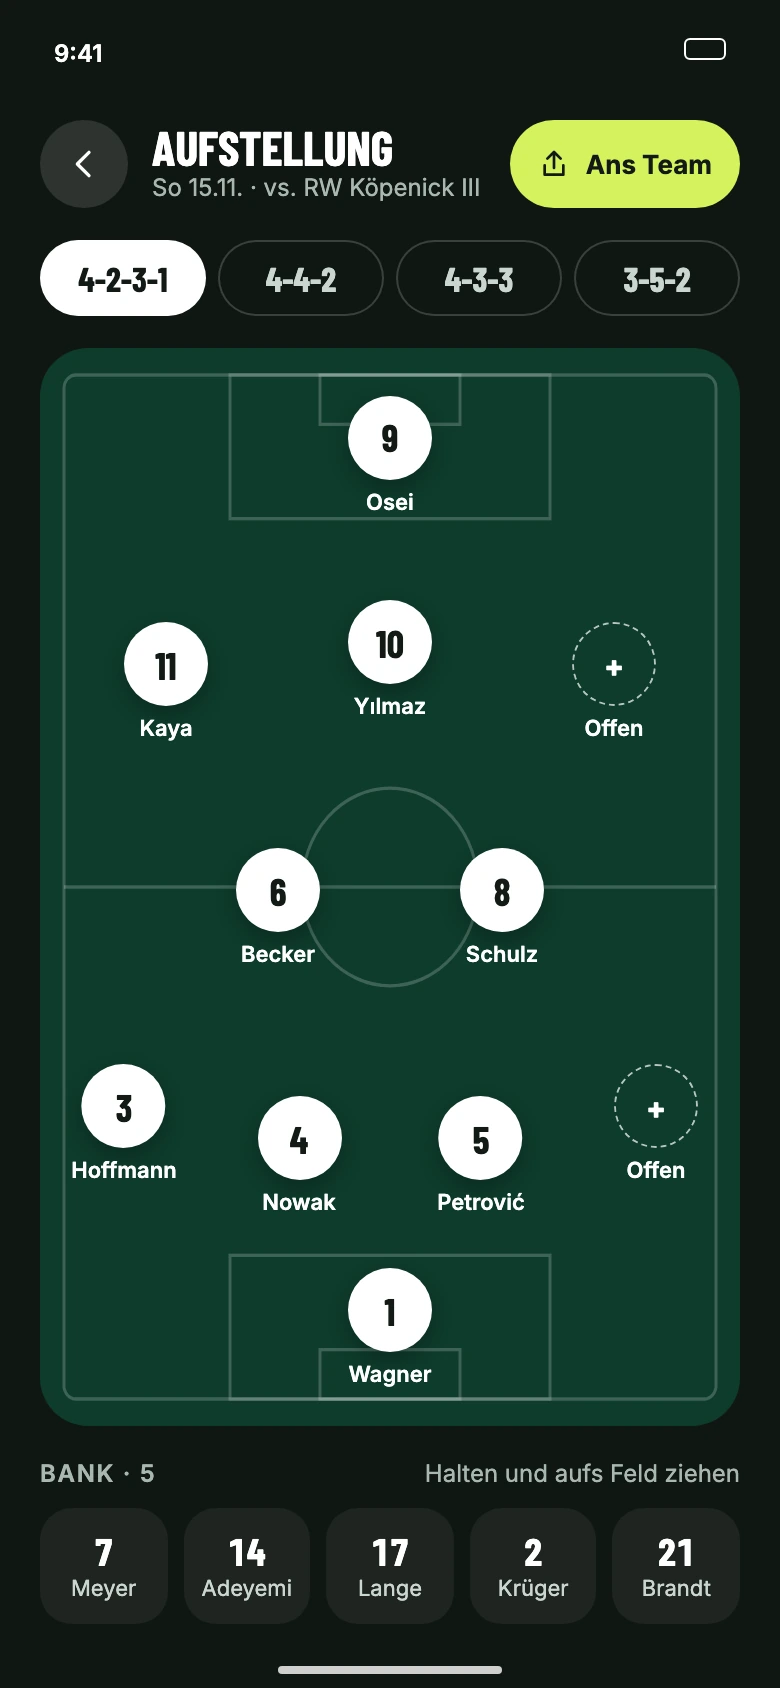 9:41
AUFSTELLUNG
So 15.11. · vs. RW Köpenick III
Ans Team
4-2-3-1
4-4-2
4-3-3
3-5-2
9
Osei
11
Kaya
10
Yılmaz
+
Offen
6
Becker
8
Schulz
3
Hoffmann
4
Nowak
5
Petrović
+
Offen
1
Wagner
BANK · 5
Halten und aufs Feld ziehen
7
Meyer
14
Adeyemi
17
Lange
2
Krüger
21
Brandt